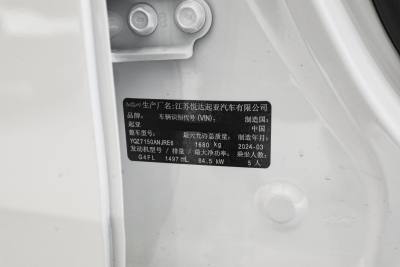 KIA 生产厂名:江苏悦达起亚汽车有限公司
品牌: 车辆识别代号(VIN): 制造国:
起亚 中国
整车型号: 最大允许总质量: 制造年月:
YQZ7150ANJRE6 1680 kg 2024-03
发动机型号 / 排量 / 最大净功率: 乘坐人数:
G4FL 1497 mL 84.5 kW 5 人